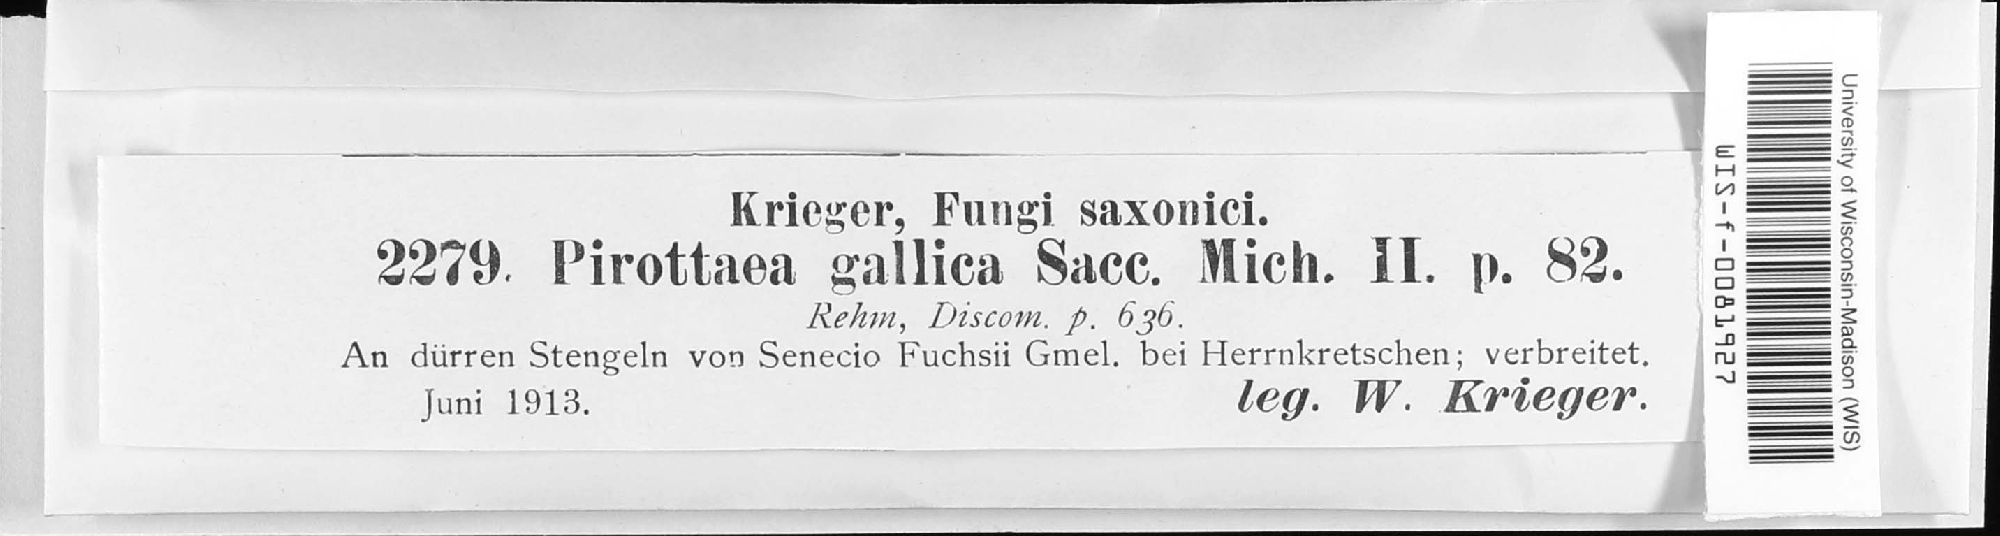 Krieger, Fungi saxonici.
2279. Pirottaea gallica Sacc. Mich. II. p. 82.
Rehm, Discom. p. 636.
An dürren Stengeln von Senecio Fuchsii Gmel. bei Herrnkretschen; verbreitet.
Juni 1913. leg. W. Krieger.
University of Wisconsin-Madison (WIS)
WIS-f-0081927